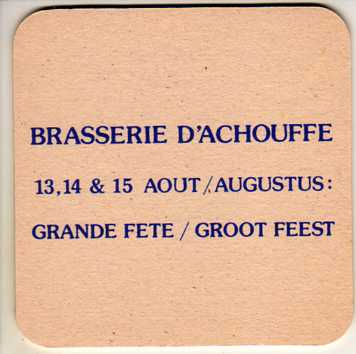 BRASSERIE D'ACHOUFFE
13,14 & 15 AOUT/AUGUSTUS:
GRANDE FETE / GROOT FEEST